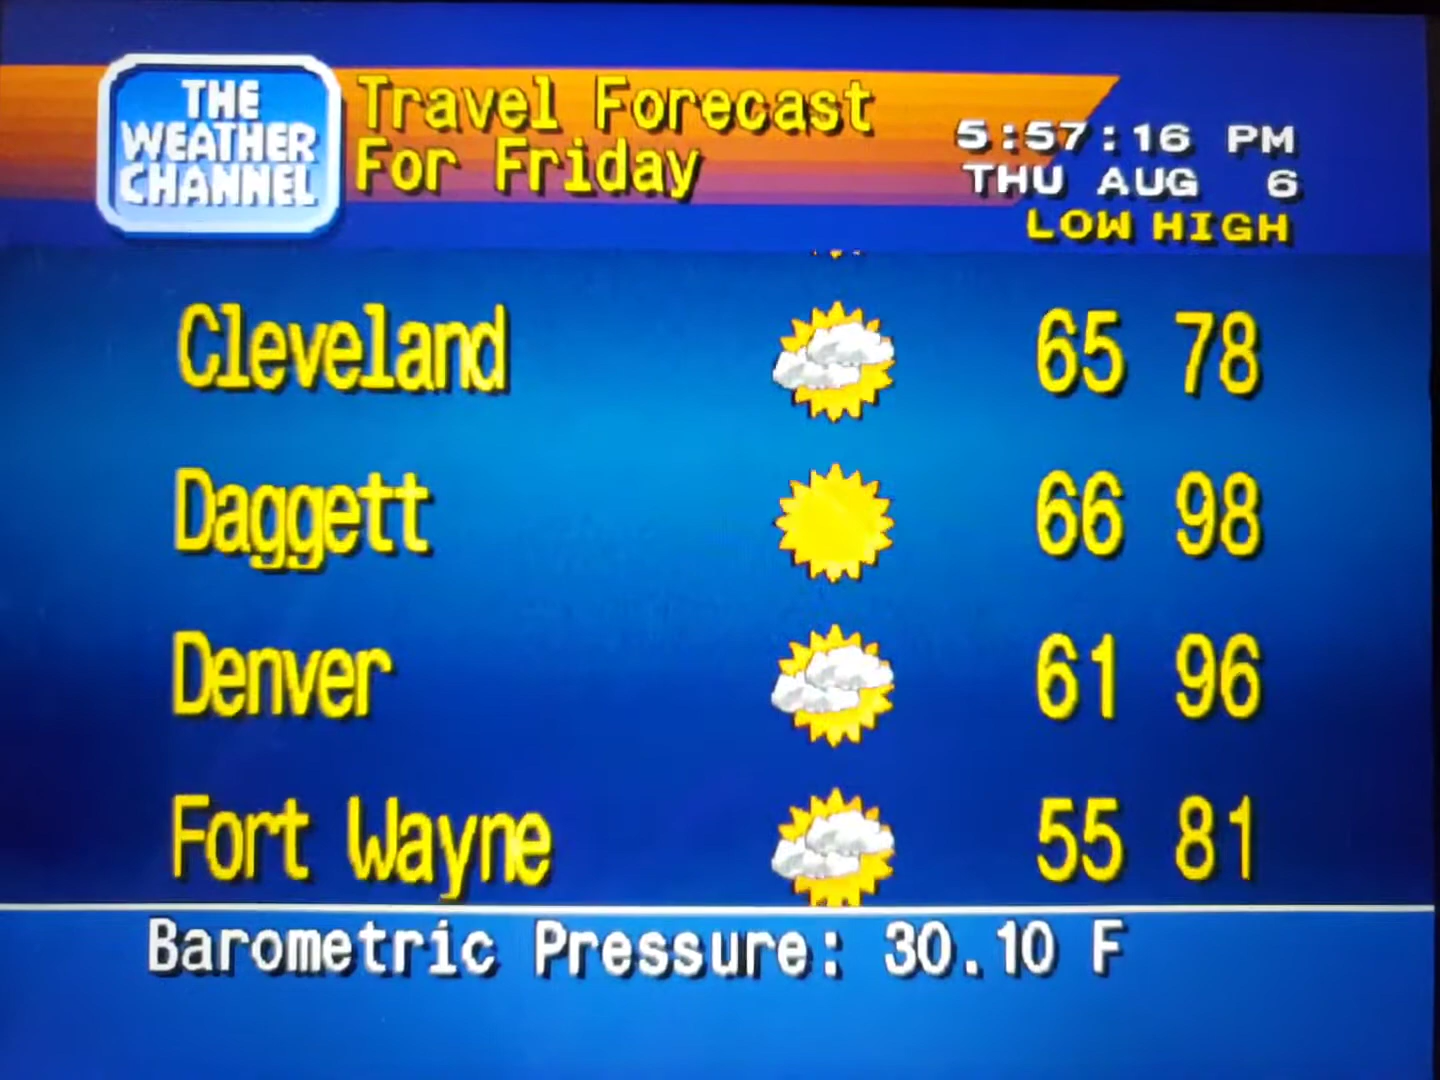 THE
WEATHER
CHANNEL
Travel Forecast
For Friday
5:57:16 PM
THU AUG 6
LOW HIGH
Cleveland 65 78
Daggett 66 98
Denver 61 96
Fort Wayne 55 81
Barometric Pressure: 30.10 F